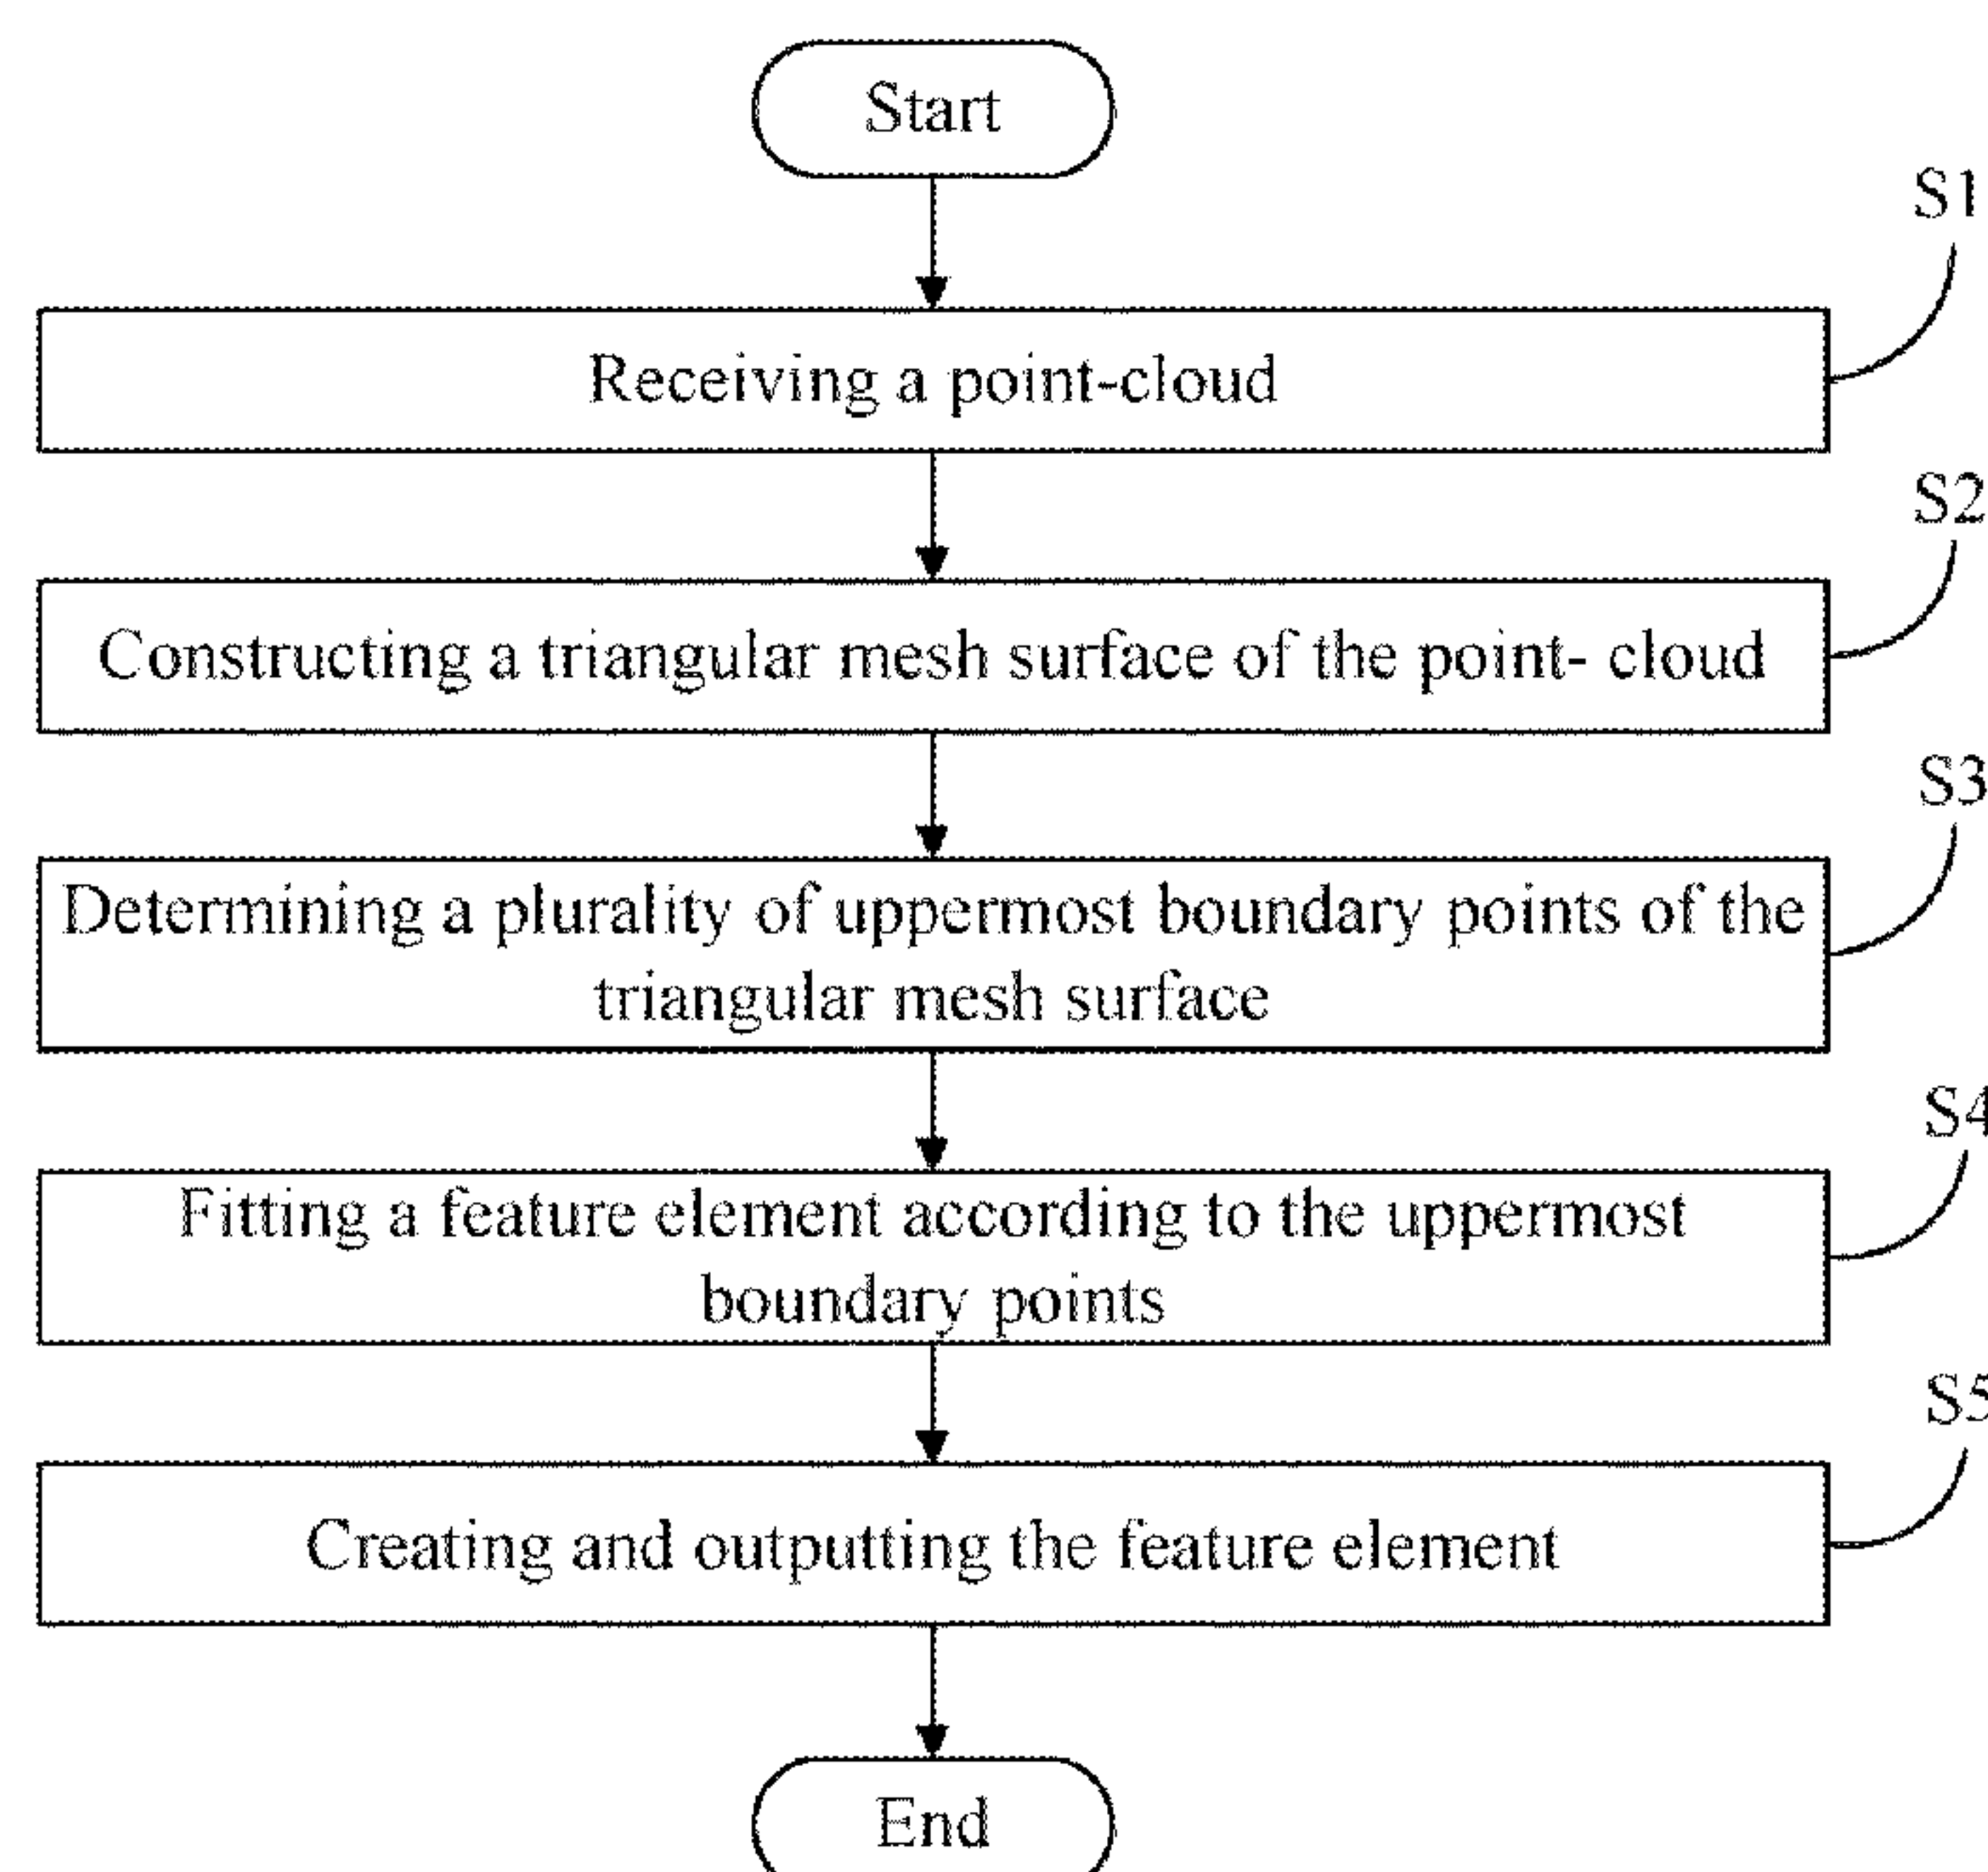 Start
S1
Receiving a point-cloud
S2
Constructing a triangular mesh surface of the point- cloud
S3
Determining a plurality of uppermost boundary points of the
triangular mesh surface
S4
Fitting a feature element according to the uppermost
boundary points
S5
Creating and outputting the feature element
End